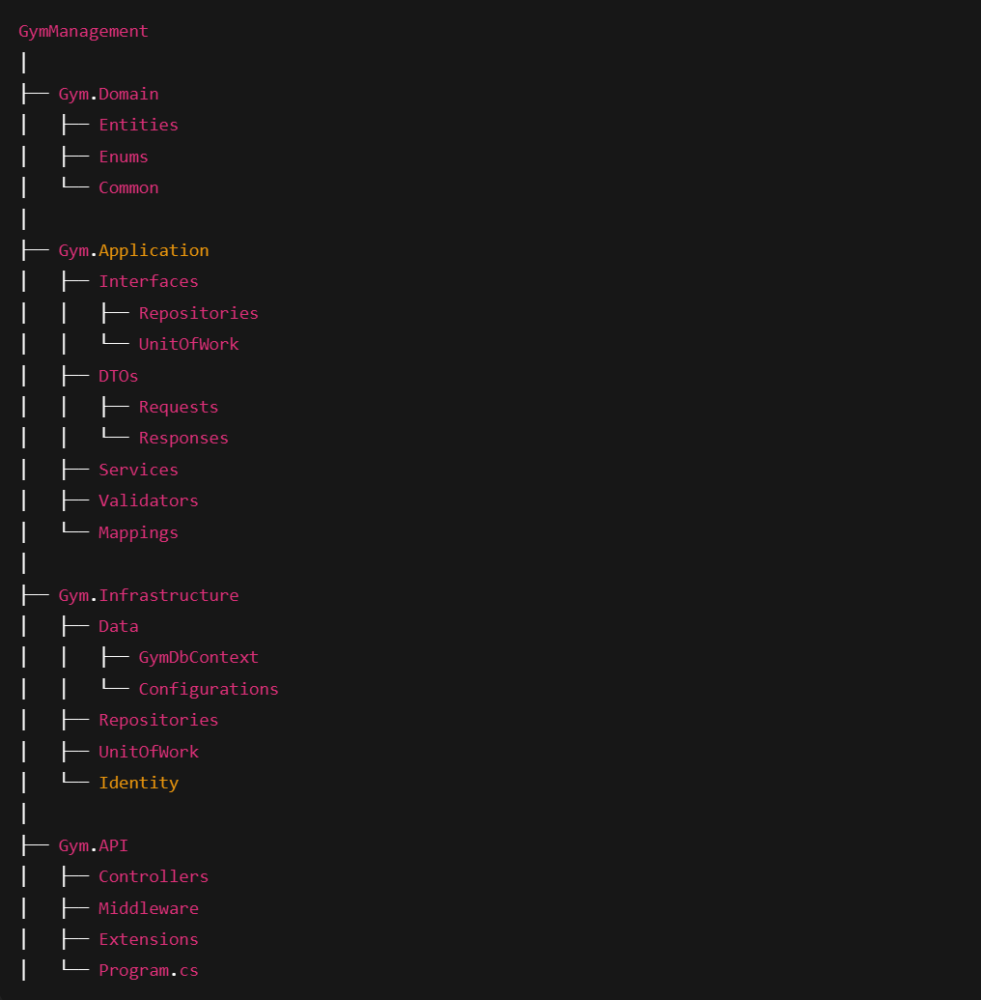 GymManagement
│
├── Gym.Domain
│   ├── Entities
│   ├── Enums
│   └── Common
│
├── Gym.Application
│   ├── Interfaces
│   │   ├── Repositories
│   │   └── UnitOfWork
│   ├── DTOs
│   │   ├── Requests
│   │   └── Responses
│   ├── Services
│   ├── Validators
│   └── Mappings
│
├── Gym.Infrastructure
│   ├── Data
│   │   ├── GymDbContext
│   │   └── Configurations
│   ├── Repositories
│   ├── UnitOfWork
│   └── Identity
│
├── Gym.API
│   ├── Controllers
│   ├── Middleware
│   ├── Extensions
│   └── Program.cs